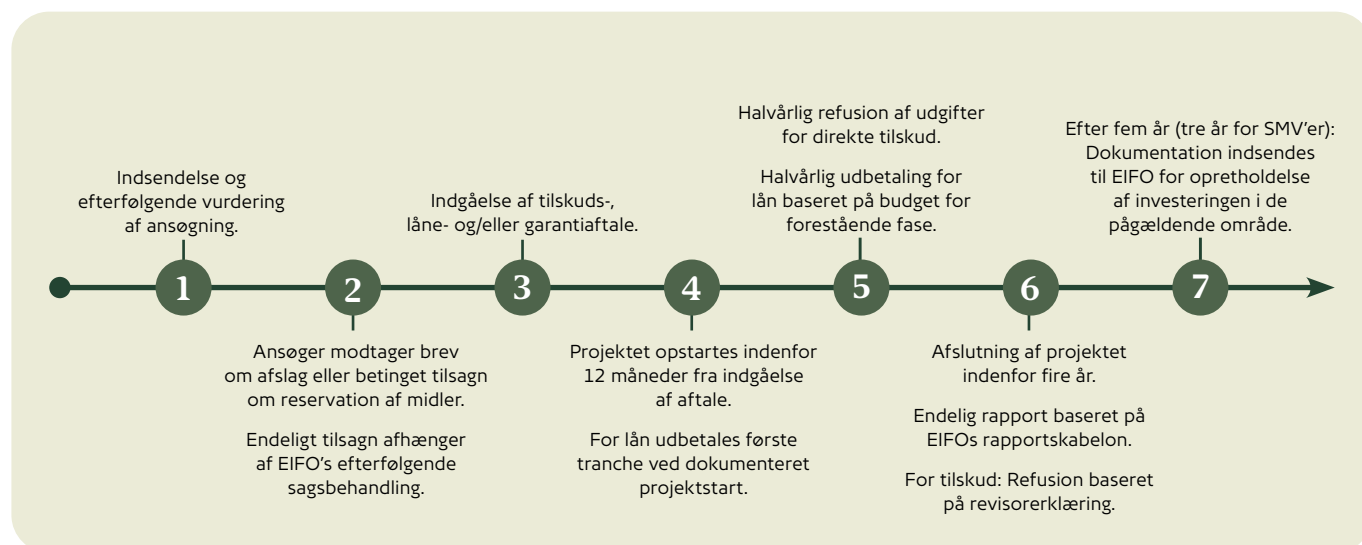 Indsendelse og
efterfølgende vurdering
af ansøgning.
1
Ansøger modtager brev
om afslag eller betinget tilsagn
om reservation af midler.
Endeligt tilsagn afhænger
af EIFO's efterfølgende
sagsbehandling.
2
Indgåelse af tilskuds-,
låne- og/eller garantiaftale.
3
Projektet opstartes indenfor
12 måneder fra indgåelse
af aftale.
For lån udbetales første
tranche ved dokumenteret
projektstart.
4
Halvårlig refusion af udgifter
for direkte tilskud.
Halvårlig udbetaling for
lån baseret på budget for
forestående fase.
5
Afslutning af projektet
indenfor fire år.
Endelig rapport baseret på
EIFOs rapportskabelon.
For tilskud: Refusion baseret
på revisorerklæring.
6
Efter fem år (tre år for SMV'er):
Dokumentation indsendes
til EIFO for opretholdelse
af investeringen i de
pågældende område.
7